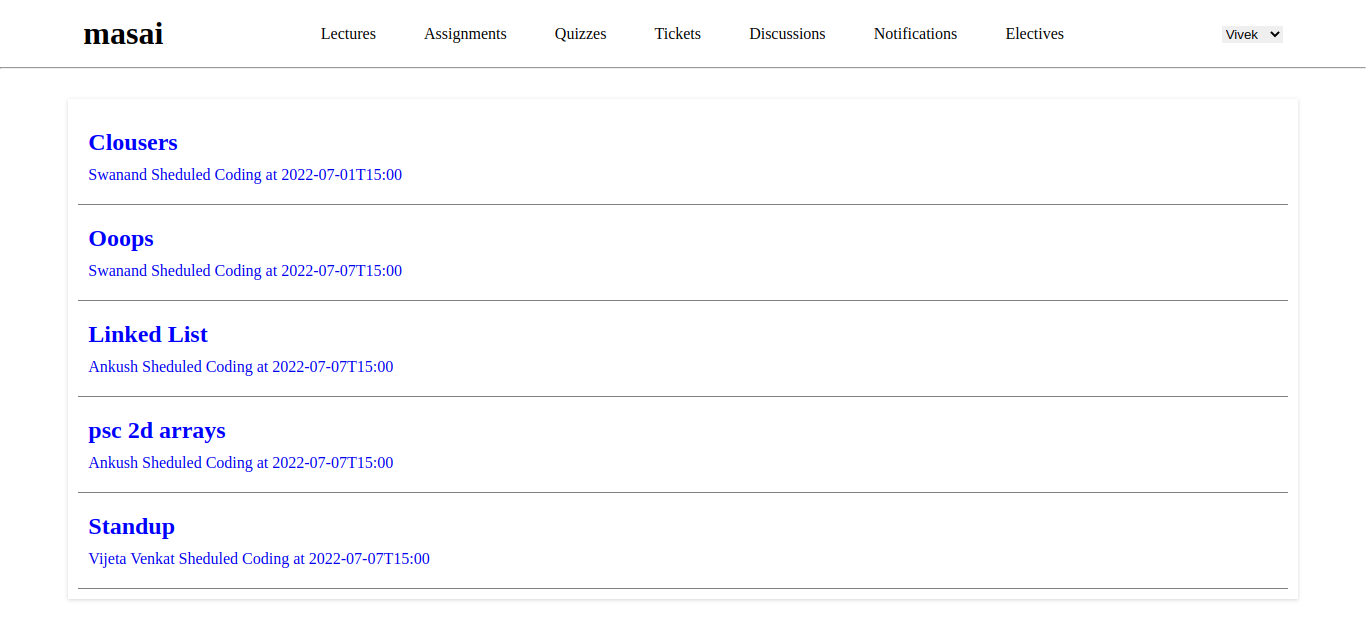 masai Lectures Assignments Quizzes Tickets Discussions Notifications Electives Vivek
Clousers
Swanand Sheduled Coding at 2022-07-01T15:00
Ooops
Swanand Sheduled Coding at 2022-07-07T15:00
Linked List
Ankush Sheduled Coding at 2022-07-07T15:00
psc 2d arrays
Ankush Sheduled Coding at 2022-07-07T15:00
Standup
Vijeta Venkat Sheduled Coding at 2022-07-07T15:00